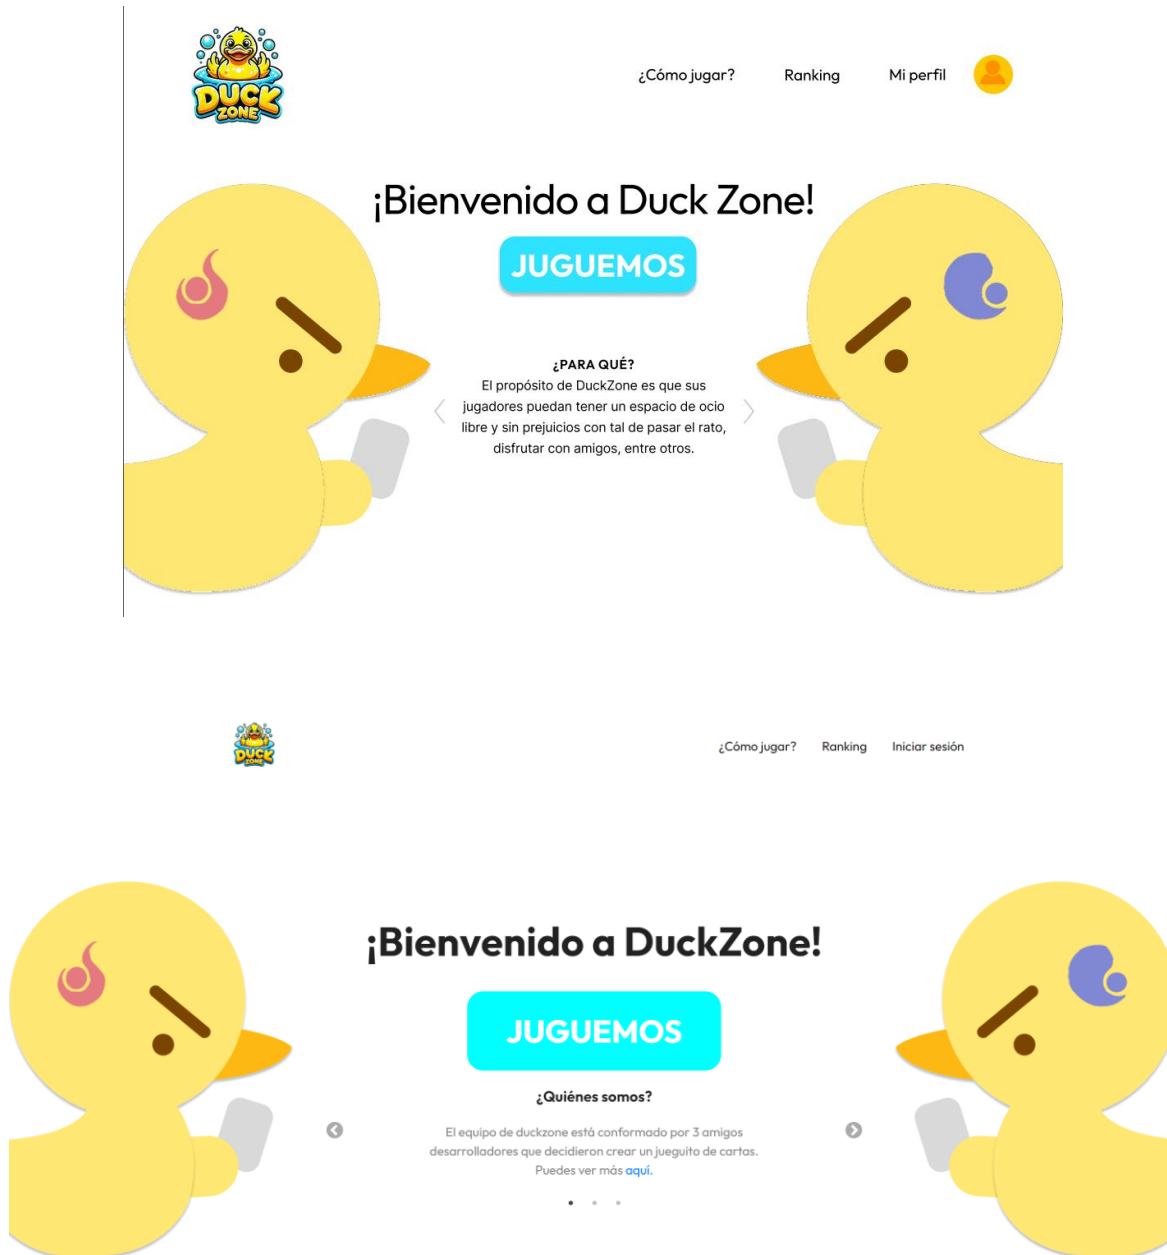 DUCK
ZONE
¿Cómo jugar?
Ranking
Mi perfil
¡Bienvenido a Duck Zone!
JUGUEMOS
¿PARA QUÉ?
El propósito de DuckZone es que sus
jugadores puedan tener un espacio de ocio
libre y sin prejuicios con tal de pasar el rato,
disfrutar con amigos, entre otros.
DUCK
ZONE
¿Cómo jugar?
Ranking
Iniciar sesión
¡Bienvenido a DuckZone!
JUGUEMOS
¿Quiénes somos?
El equipo de duckzone está conformado por 3 amigos
desarrolladores que decidieron crear un jueguito de cartas.
Puedes ver más aquí.